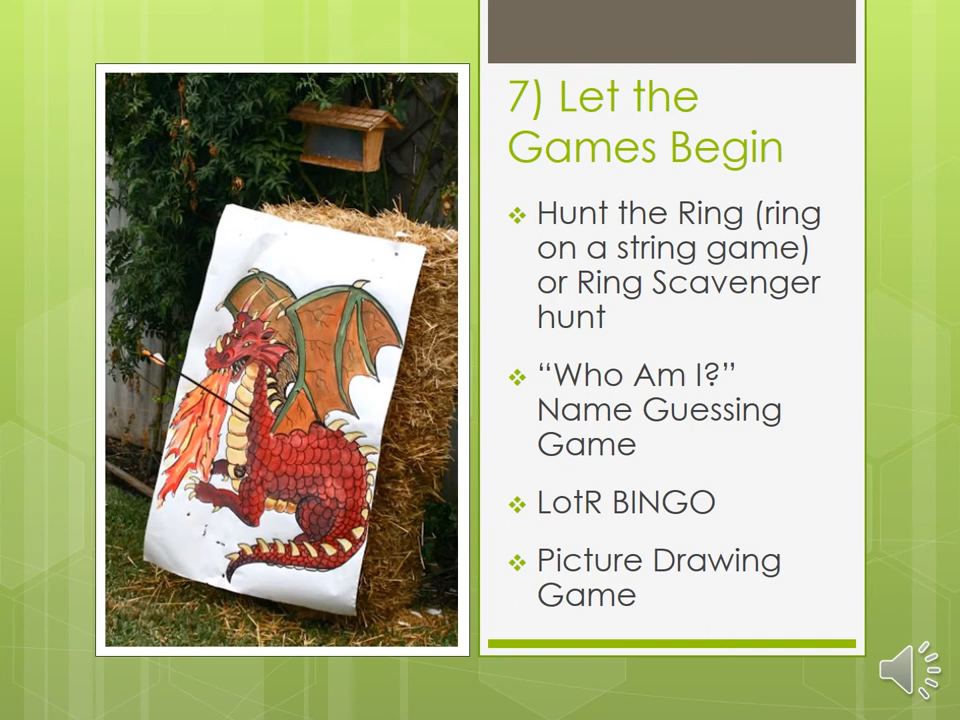 7) Let the
Games Begin
Hunt the Ring (ring
on a string game)
or Ring Scavenger
hunt
“Who Am I?”
Name Guessing
Game
LotR BINGO
Picture Drawing
Game